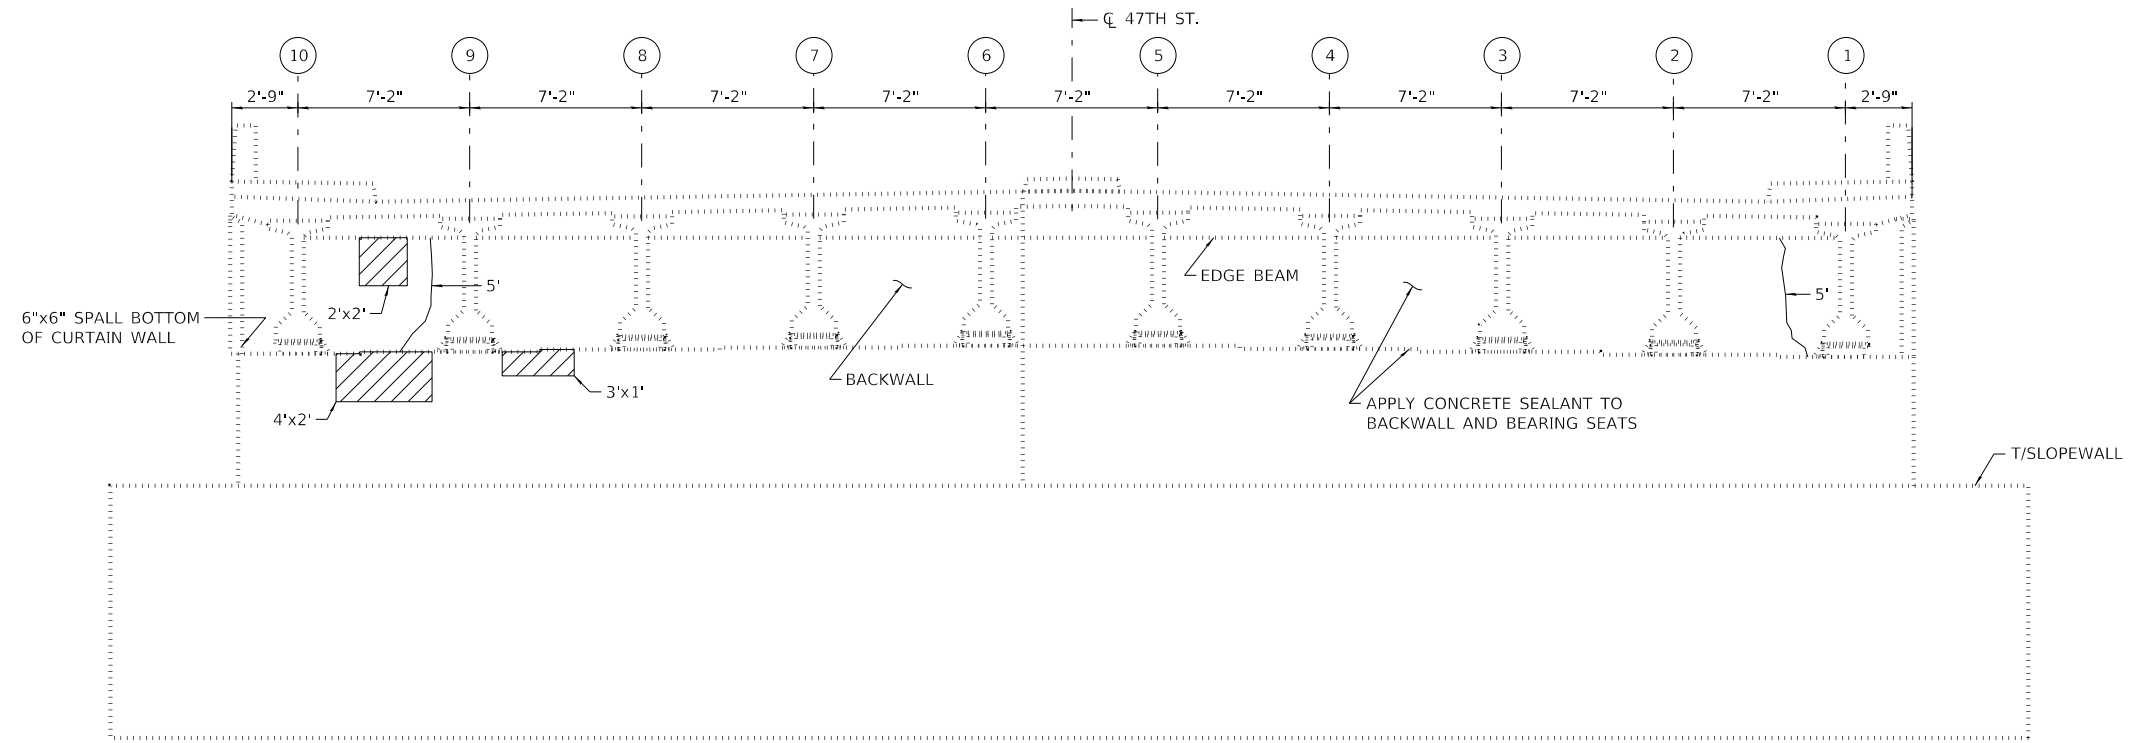 ℄ 47TH ST.
10 9 8 7 6 5 4 3 2 1
2'-9" 7'-2" 7'-2" 7'-2" 7'-2" 7'-2" 7'-2" 7'-2" 7'-2" 7'-2" 2'-9"
EDGE BEAM
5'
5'
2'x2'
6"x6" SPALL BOTTOM
OF CURTAIN WALL
BACKWALL
3'x1'
4'x2'
APPLY CONCRETE SEALANT TO
BACKWALL AND BEARING SEATS
T/SLOPEWALL